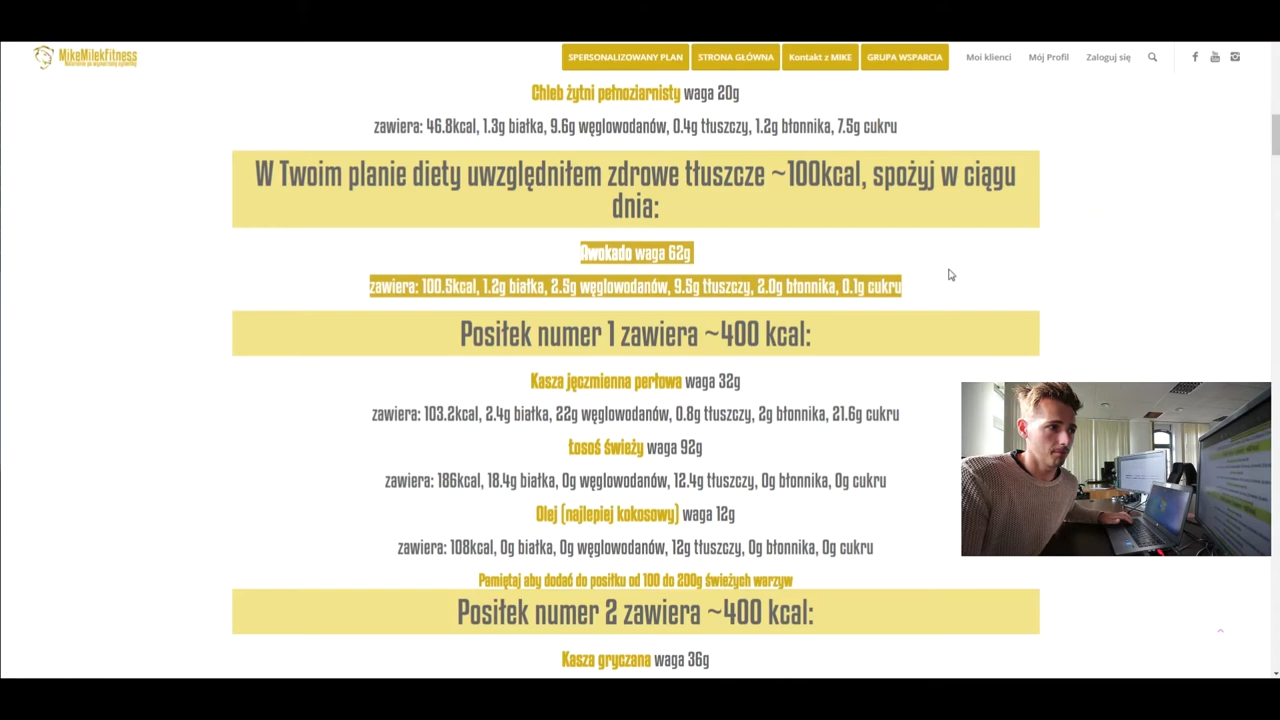 MikeMilekFitness
SPERSONALIZOWANY PLAN
STRONA GŁÓWNA
Kontakt z MIKE
GRUPA WSPARCIA
Moi klienci
Mój Profil
Zaloguj się
Chleb żytni pełnoziarnisty waga 20g
zawiera: 46.8kcal, 1.3g białka, 9.6g węglowodanów, 0.4g tłuszczy, 1.2g błonnika, 7.5g cukru
W Twoim planie diety uwzględniłem zdrowe tłuszcze ~100kcal, spożyj w ciągu
dnia:
Awokado waga 62g
zawiera: 100.5kcal, 1.2g białka, 2.5g węglowodanów, 9.5g tłuszczy, 2.0g błonnika, 0.1g cukru
Posiłek numer 1 zawiera ~400 kcal:
Kasza jęczmienna perłowa waga 32g
zawiera: 103.2kcal, 2.4g białka, 22g węglowodanów, 0.8g tłuszczy, 2g błonnika, 21.6g cukru
Łosoś świeży waga 92g
zawiera: 186kcal, 18.4g białka, 0g węglowodanów, 12.4g tłuszczy, 0g błonnika, 0g cukru
Olej (najlepiej kokosowy) waga 12g
zawiera: 108kcal, 0g białka, 0g węglowodanów, 12g tłuszczy, 0g błonnika, 0g cukru
Pamiętaj aby dodać do posiłku od 100 do 200g świeżych warzyw
Posiłek numer 2 zawiera ~400 kcal:
Kasza gryczana waga 36g